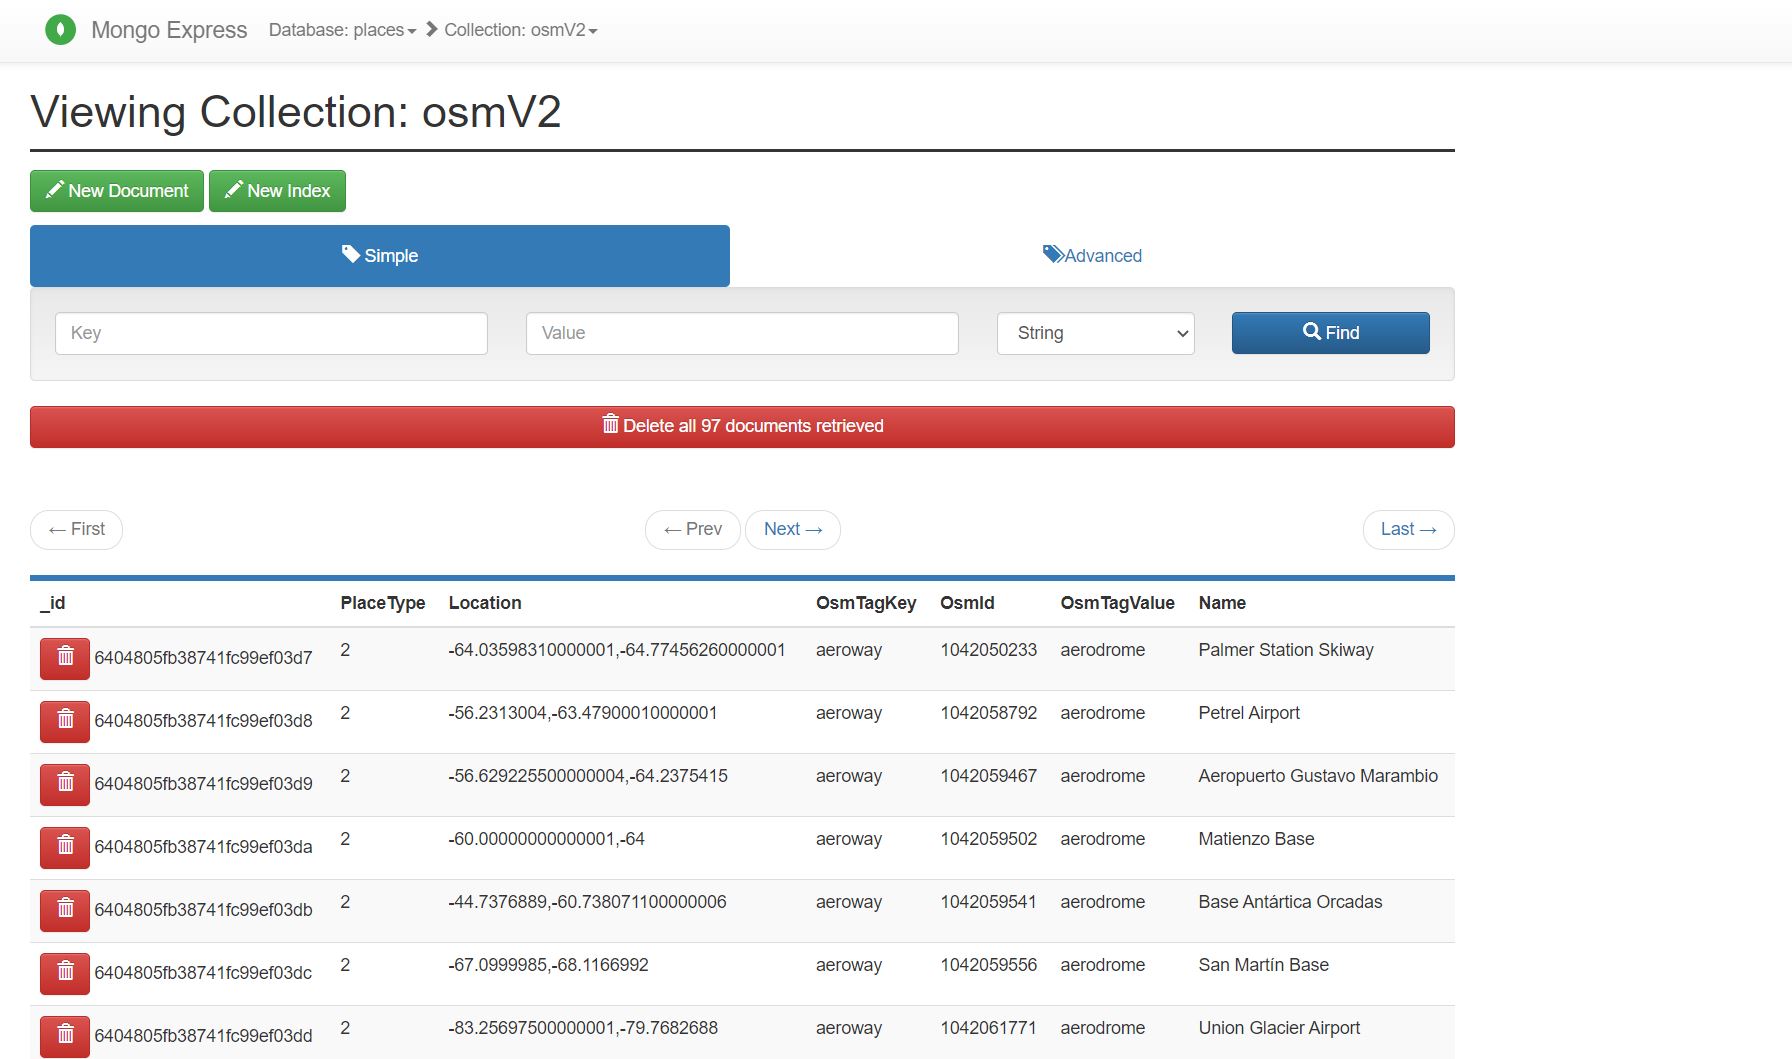 Mongo Express Database: places Collection: osmV2
Viewing Collection: osmV2
New Document New Index
Simple Advanced
Key Value String Find
Delete all 97 documents retrieved
← First ← Prev Next → Last →
_id PlaceType Location OsmTagKey OsmId OsmTagValue Name
6404805fb38741fc99ef03d7 2 -64.03598310000001,-64.77456260000001 aeroway 1042050233 aerodrome Palmer Station Skiway
6404805fb38741fc99ef03d8 2 -56.2313004,-63.47900010000001 aeroway 1042058792 aerodrome Petrel Airport
6404805fb38741fc99ef03d9 2 -56.629225500000004,-64.2375415 aeroway 1042059467 aerodrome Aeropuerto Gustavo Marambio
6404805fb38741fc99ef03da 2 -60.00000000000001,-64 aeroway 1042059502 aerodrome Matienzo Base
6404805fb38741fc99ef03db 2 -44.7376889,-60.738071100000006 aeroway 1042059541 aerodrome Base Antártica Orcadas
6404805fb38741fc99ef03dc 2 -67.0999985,-68.1166992 aeroway 1042059556 aerodrome San Martín Base
6404805fb38741fc99ef03dd 2 -83.25697500000001,-79.7682688 aeroway 1042061771 aerodrome Union Glacier Airport